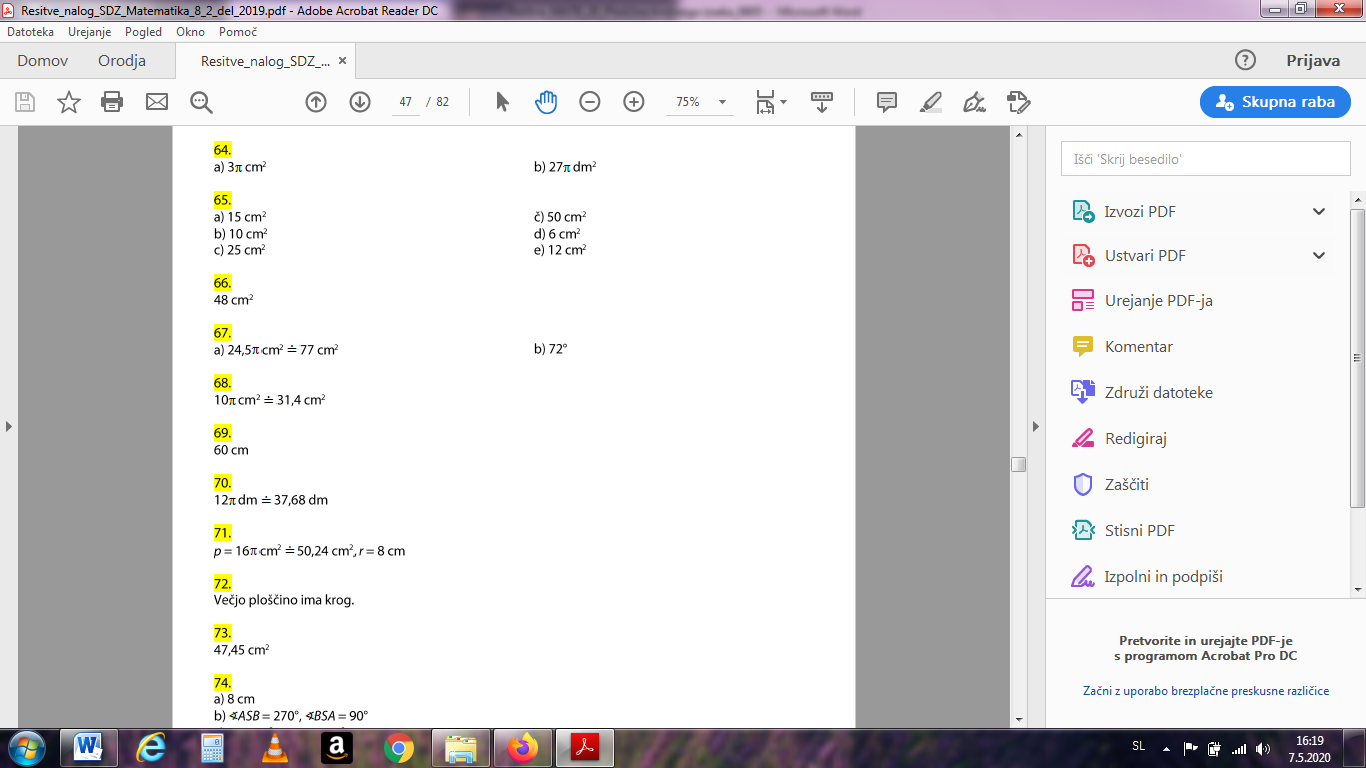 Resitve_nalog_SDZ_Matematika_8_2_del_2019.pdf - Adobe Acrobat Reader DC
Datoteka Urejanje Pogled Okno Pomoč
Domov Orodja Resitve_nalog_SDZ_... × ? Prijava
47 / 82 75% Skupna raba
64.
a) 3π cm² b) 27π dm²
65.
a) 15 cm² č) 50 cm²
b) 10 cm² d) 6 cm²
c) 25 cm² e) 12 cm²
66.
48 cm²
67.
a) 24,5π cm² ≐ 77 cm² b) 72°
68.
10π cm² ≐ 31,4 cm²
69.
60 cm
70.
12π dm ≐ 37,68 dm
71.
p = 16π cm² ≐ 50,24 cm², r = 8 cm
72.
Večjo ploščino ima krog.
73.
47,45 cm²
74.
a) 8 cm
b) ∢ASB = 270°, ∢BSA = 90°
Išči 'Skrij besedilo'
Izvozi PDF
Ustvari PDF
Urejanje PDF-ja
Komentar
Združi datoteke
Redigiraj
Zaščiti
Stisni PDF
Izpolni in podpiši
Pretvorite in urejajte PDF-je
s programom Acrobat Pro DC
Začni z uporabo brezplačne preskusne različice
SL
16:19
7.5.2020